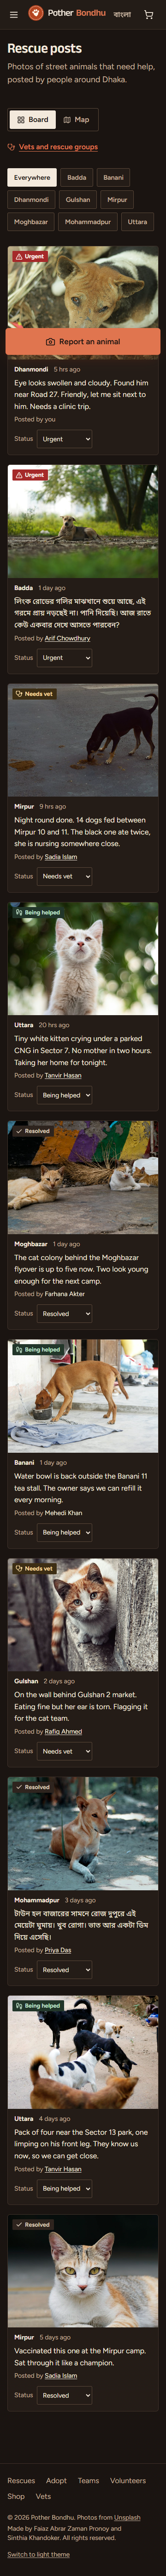 Pother Bondhu
বাংলা
Rescue posts
Photos of street animals that need help,
posted by people around Dhaka.
Board
Map
Vets and rescue groups
Everywhere
Badda
Banani
Dhanmondi
Gulshan
Mirpur
Moghbazar
Mohammadpur
Uttara
Urgent
Report an animal
Dhanmondi 5 hrs ago
Eye looks swollen and cloudy. Found him
near Road 27. Friendly, let me sit next to
him. Needs a clinic trip.
Posted by you
Status Urgent
Urgent
Badda 1 day ago
লিংক রোডের গলির মাঝখানে শুয়ে আছে, এই
গরমে প্রায় নড়ছেই না। পানি নিয়েছি। আজ রাতে
কেউ একবার দেখে আসতে পারবেন?
Posted by Arif Chowdhury
Status Urgent
Needs vet
Mirpur 9 hrs ago
Night round done. 14 dogs fed between
Mirpur 10 and 11. The black one ate twice,
she is nursing somewhere close.
Posted by Sadia Islam
Status Needs vet
Being helped
Uttara 20 hrs ago
Tiny white kitten crying under a parked
CNG in Sector 7. No mother in two hours.
Taking her home for tonight.
Posted by Tanvir Hasan
Status Being helped
Resolved
Moghbazar 1 day ago
The cat colony behind the Moghbazar
flyover is up to five now. Two look young
enough for the next camp.
Posted by Farhana Akter
Status Resolved
Being helped
Banani 1 day ago
Water bowl is back outside the Banani 11
tea stall. The owner says we can refill it
every morning.
Posted by Mehedi Khan
Status Being helped
Needs vet
Gulshan 2 days ago
On the wall behind Gulshan 2 market.
Eating fine but her ear is torn. Flagging it
for the cat team.
Posted by Rafiq Ahmed
Status Needs vet
Resolved
Mohammadpur 3 days ago
টাউন হল বাজারের সামনে রোজ দুপুরে এই
মেয়েটা ঘুমায়। খুব রোগা। ভাত আর একটা ডিম
দিয়ে এসেছি।
Posted by Priya Das
Status Resolved
Being helped
Uttara 4 days ago
Pack of four near the Sector 13 park, one
limping on his front leg. They know us
now, so we can get close.
Posted by Tanvir Hasan
Status Being helped
Resolved
Mirpur 5 days ago
Vaccinated this one at the Mirpur camp.
Sat through it like a champion.
Posted by Sadia Islam
Status Resolved
Rescues Adopt Teams Volunteers
Shop Vets
© 2026 Pother Bondhu. Photos from Unsplash
Made by Faiaz Abrar Zaman Pronoy and
Sinthia Khandoker. All rights reserved.
Switch to light theme